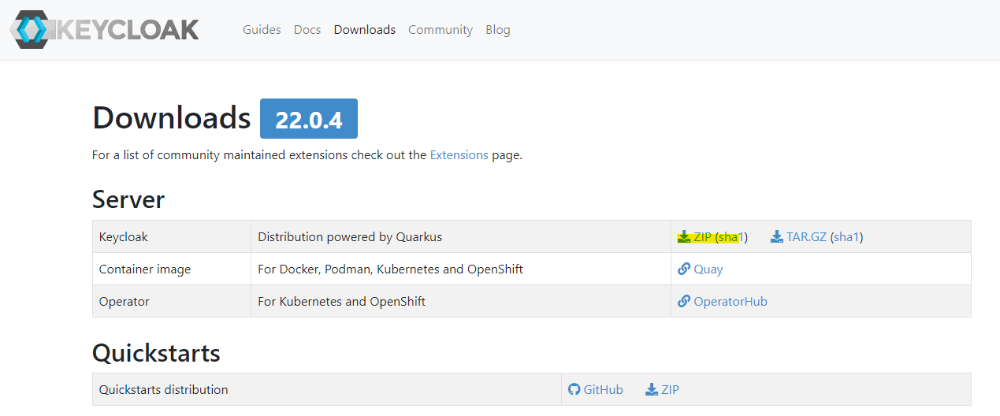 KEYCLOAK Guides Docs Downloads Community Blog
Downloads 22.0.4
For a list of community maintained extensions check out the Extensions page.
Server
Keycloak Distribution powered by Quarkus ZIP (sha1) TAR.GZ (sha1)
Container image For Docker, Podman, Kubernetes and OpenShift Quay
Operator For Kubernetes and OpenShift OperatorHub
Quickstarts
Quickstarts distribution GitHub ZIP